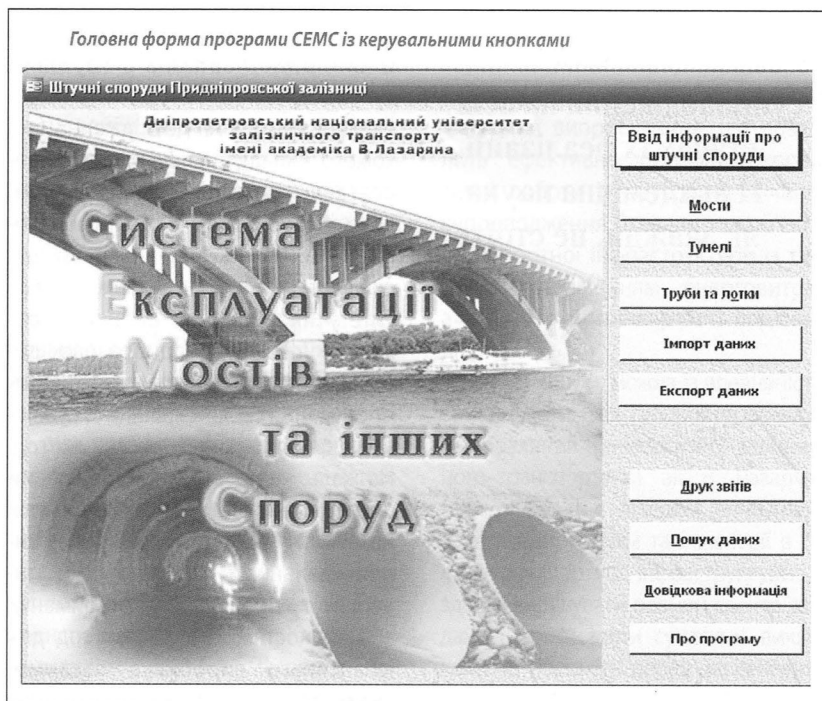 Головна форма програми СЕМС із керувальними кнопками
Штучні споруди Придніпровської залізниці
Дніпропетровський національний університет
залізничного транспорту
імені академіка В.Лазаряна
Система
Експлуатації
Мостів
та інших
Споруд
Ввід інформації про
штучні споруди
Мости
Тунелі
Труби та лотки
Імпорт даних
Експорт даних
Друк звітів
Пошук даних
Довідкова інформація
Про програму